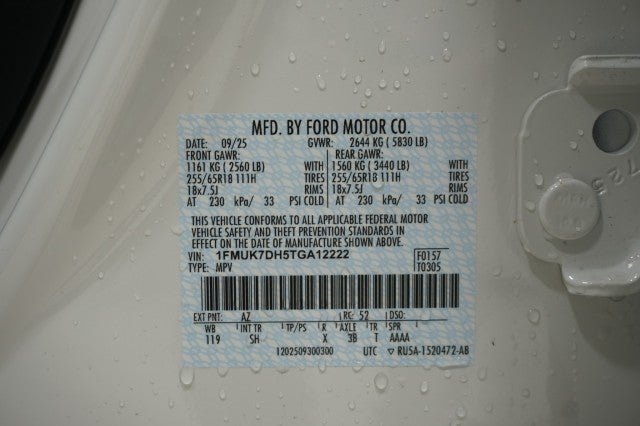 MFD. BY FORD MOTOR CO.
DATE: 09/25 GVWR: 2644 KG ( 5830 LB)
FRONT GAWR: REAR GAWR:
1161 KG ( 2560 LB) WITH 1560 KG ( 3440 LB) WITH
255/65R18 111H TIRES 255/65R18 111H TIRES
18x7.5J RIMS 18x7.5J RIMS
AT 230 kPa/ 33 PSI COLD AT 230 kPa/ 33 PSI COLD
THIS VEHICLE CONFORMS TO ALL APPLICABLE FEDERAL MOTOR
VEHICLE SAFETY AND THEFT PREVENTION STANDARDS IN
EFFECT ON THE DATE OF MANUFACTURE SHOWN ABOVE.
VIN: 1FMUK7DH5TGA12222 F0157
TYPE: MPV T0305
EXT PNT: AZ RC: 52 DSO:
WB INT TR TP/PS R AXLE TR SPR
119 SH X 3B T AAAA
1202509300300 UTC ▽ RU5A-1520472-AB
725